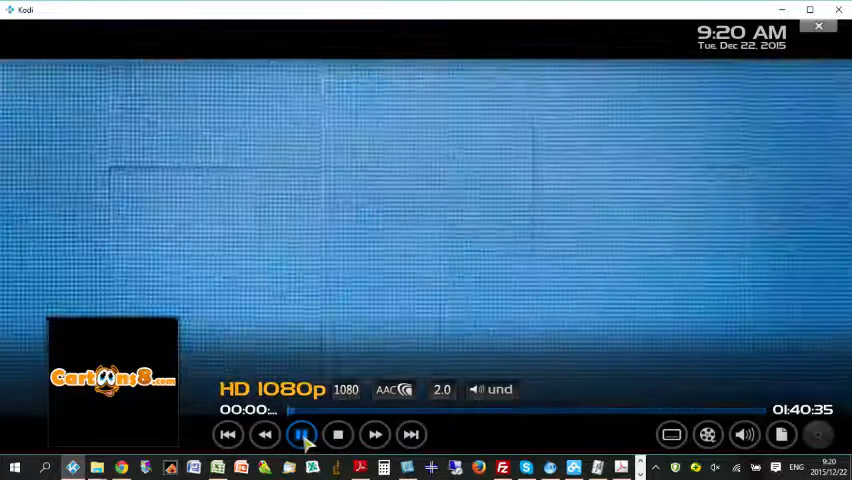 Kodi
9:20 AM
Tue, Dec 22, 2015
Cartoons8.com
HD 1080p 1080 AAC 2.0 und
00:00:...
01:40:35
ENG
9:20
2015/12/22